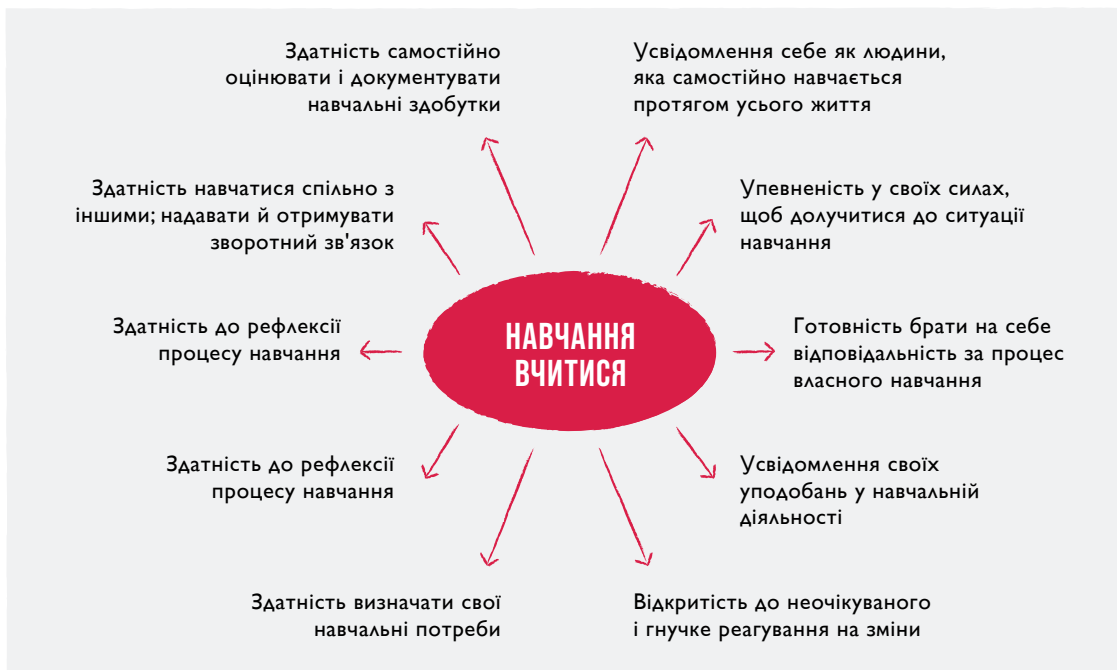 Здатність самостійно
оцінювати і документувати
навчальні здобутки
Усвідомлення себе як людини,
яка самостійно навчається
протягом усього життя
Здатність навчатися спільно з
іншими; надавати й отримувати
зворотний зв'язок
Упевненість у своїх силах,
щоб долучитися до ситуації
навчання
Здатність до рефлексії
процесу навчання
НАВЧАННЯ
ВЧИТИСЯ
Готовність брати на себе
відповідальність за процес
власного навчання
Здатність до рефлексії
процесу навчання
Усвідомлення своїх
уподобань у навчальній
діяльності
Здатність визначати свої
навчальні потреби
Відкритість до неочікуваного
і гнучке реагування на зміни